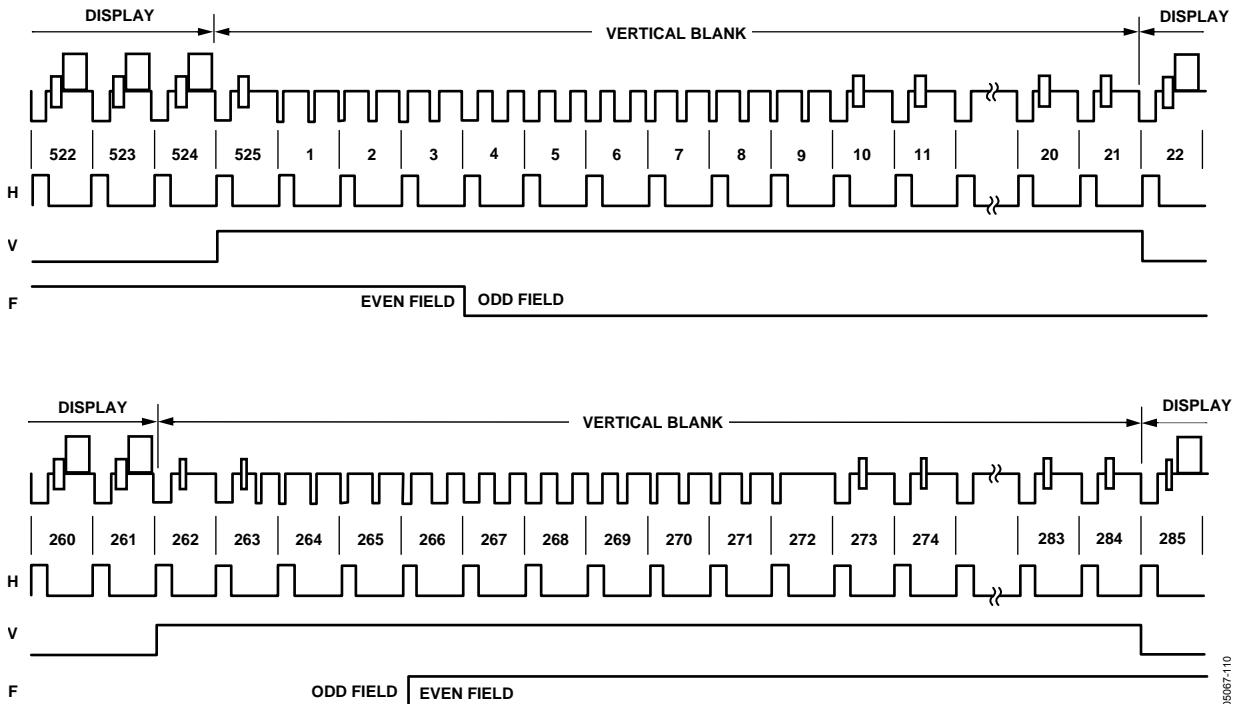 DISPLAY VERTICAL BLANK DISPLAY
522 523 524 525 1 2 3 4 5 6 7 8 9 10 11 20 21 22
H
V
F EVEN FIELD ODD FIELD
DISPLAY VERTICAL BLANK DISPLAY
260 261 262 263 264 265 266 267 268 269 270 271 272 273 274 283 284 285
H
V
F ODD FIELD EVEN FIELD
05067-110